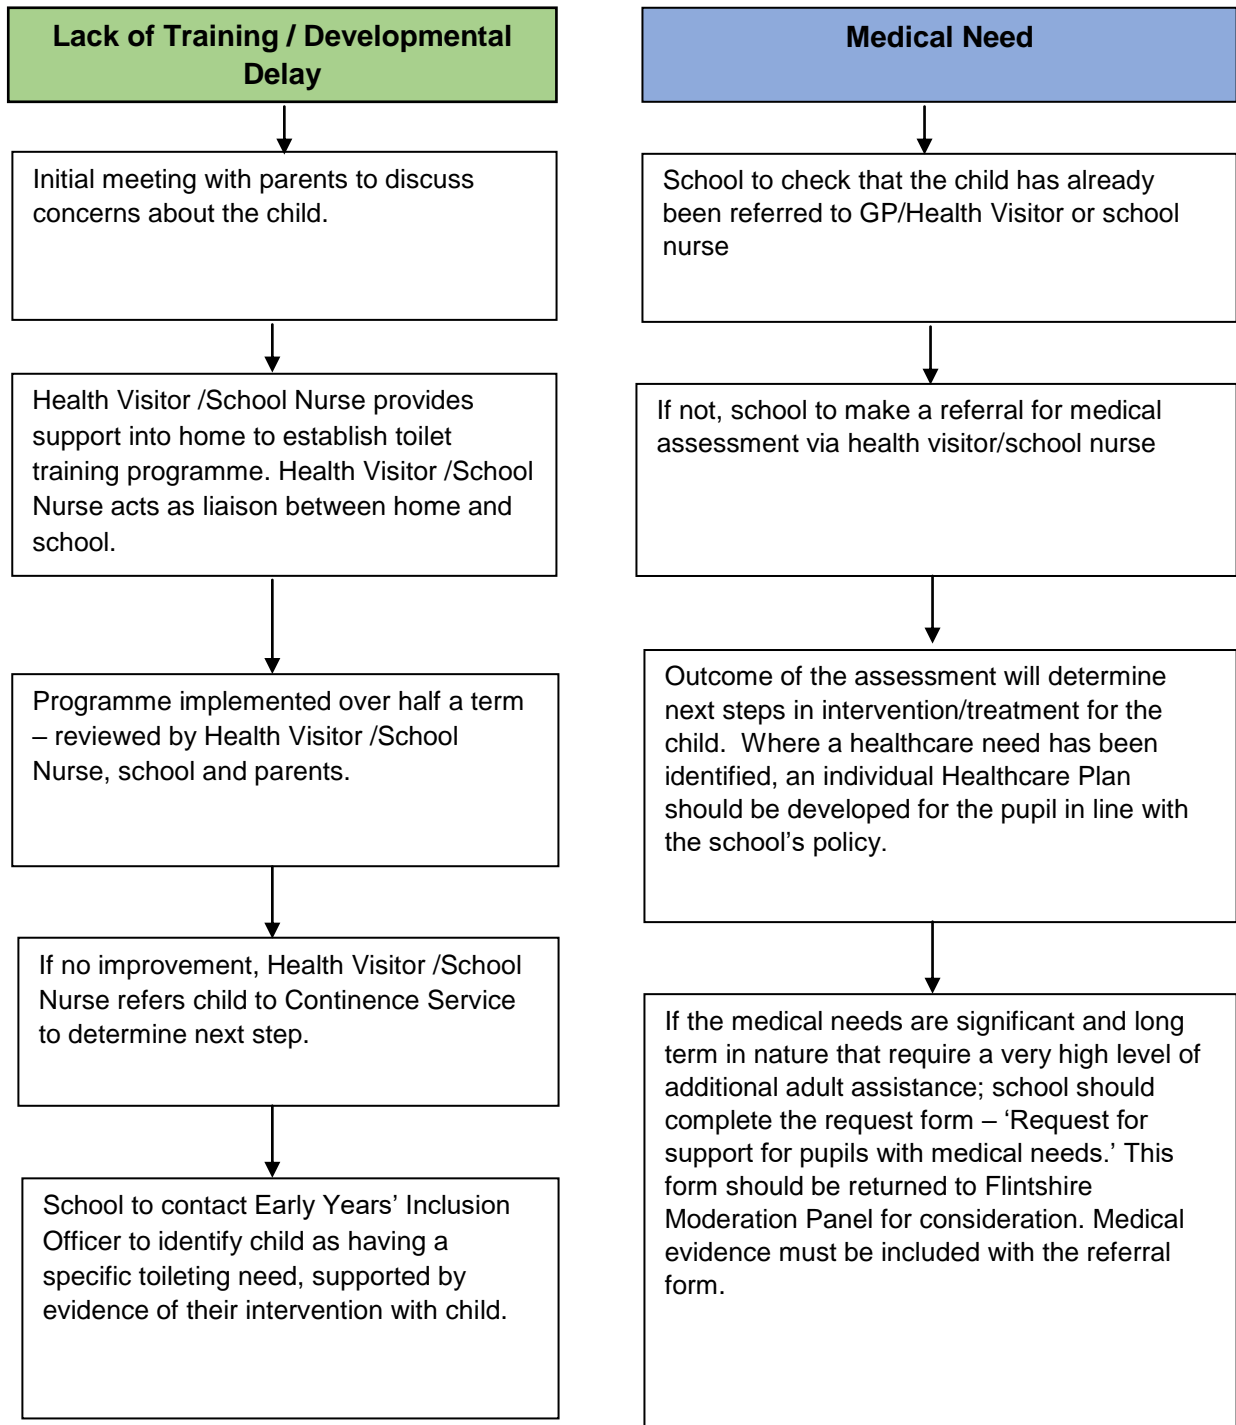 Lack of Training / Developmental
Delay
Initial meeting with parents to discuss
concerns about the child.
Health Visitor /School Nurse provides
support into home to establish toilet
training programme. Health Visitor /School
Nurse acts as liaison between home and
school.
Programme implemented over half a term
– reviewed by Health Visitor /School
Nurse, school and parents.
If no improvement, Health Visitor /School
Nurse refers child to Continence Service
to determine next step.
School to contact Early Years’ Inclusion
Officer to identify child as having a
specific toileting need, supported by
evidence of their intervention with child.
Medical Need
School to check that the child has already
been referred to GP/Health Visitor or school
nurse
If not, school to make a referral for medical
assessment via health visitor/school nurse
Outcome of the assessment will determine
next steps in intervention/treatment for the
child.  Where a healthcare need has been
identified, an individual Healthcare Plan
should be developed for the pupil in line with
the school’s policy.
If the medical needs are significant and long
term in nature that require a very high level of
additional adult assistance; school should
complete the request form – ‘Request for
support for pupils with medical needs.’ This
form should be returned to Flintshire
Moderation Panel for consideration. Medical
evidence must be included with the referral
form.